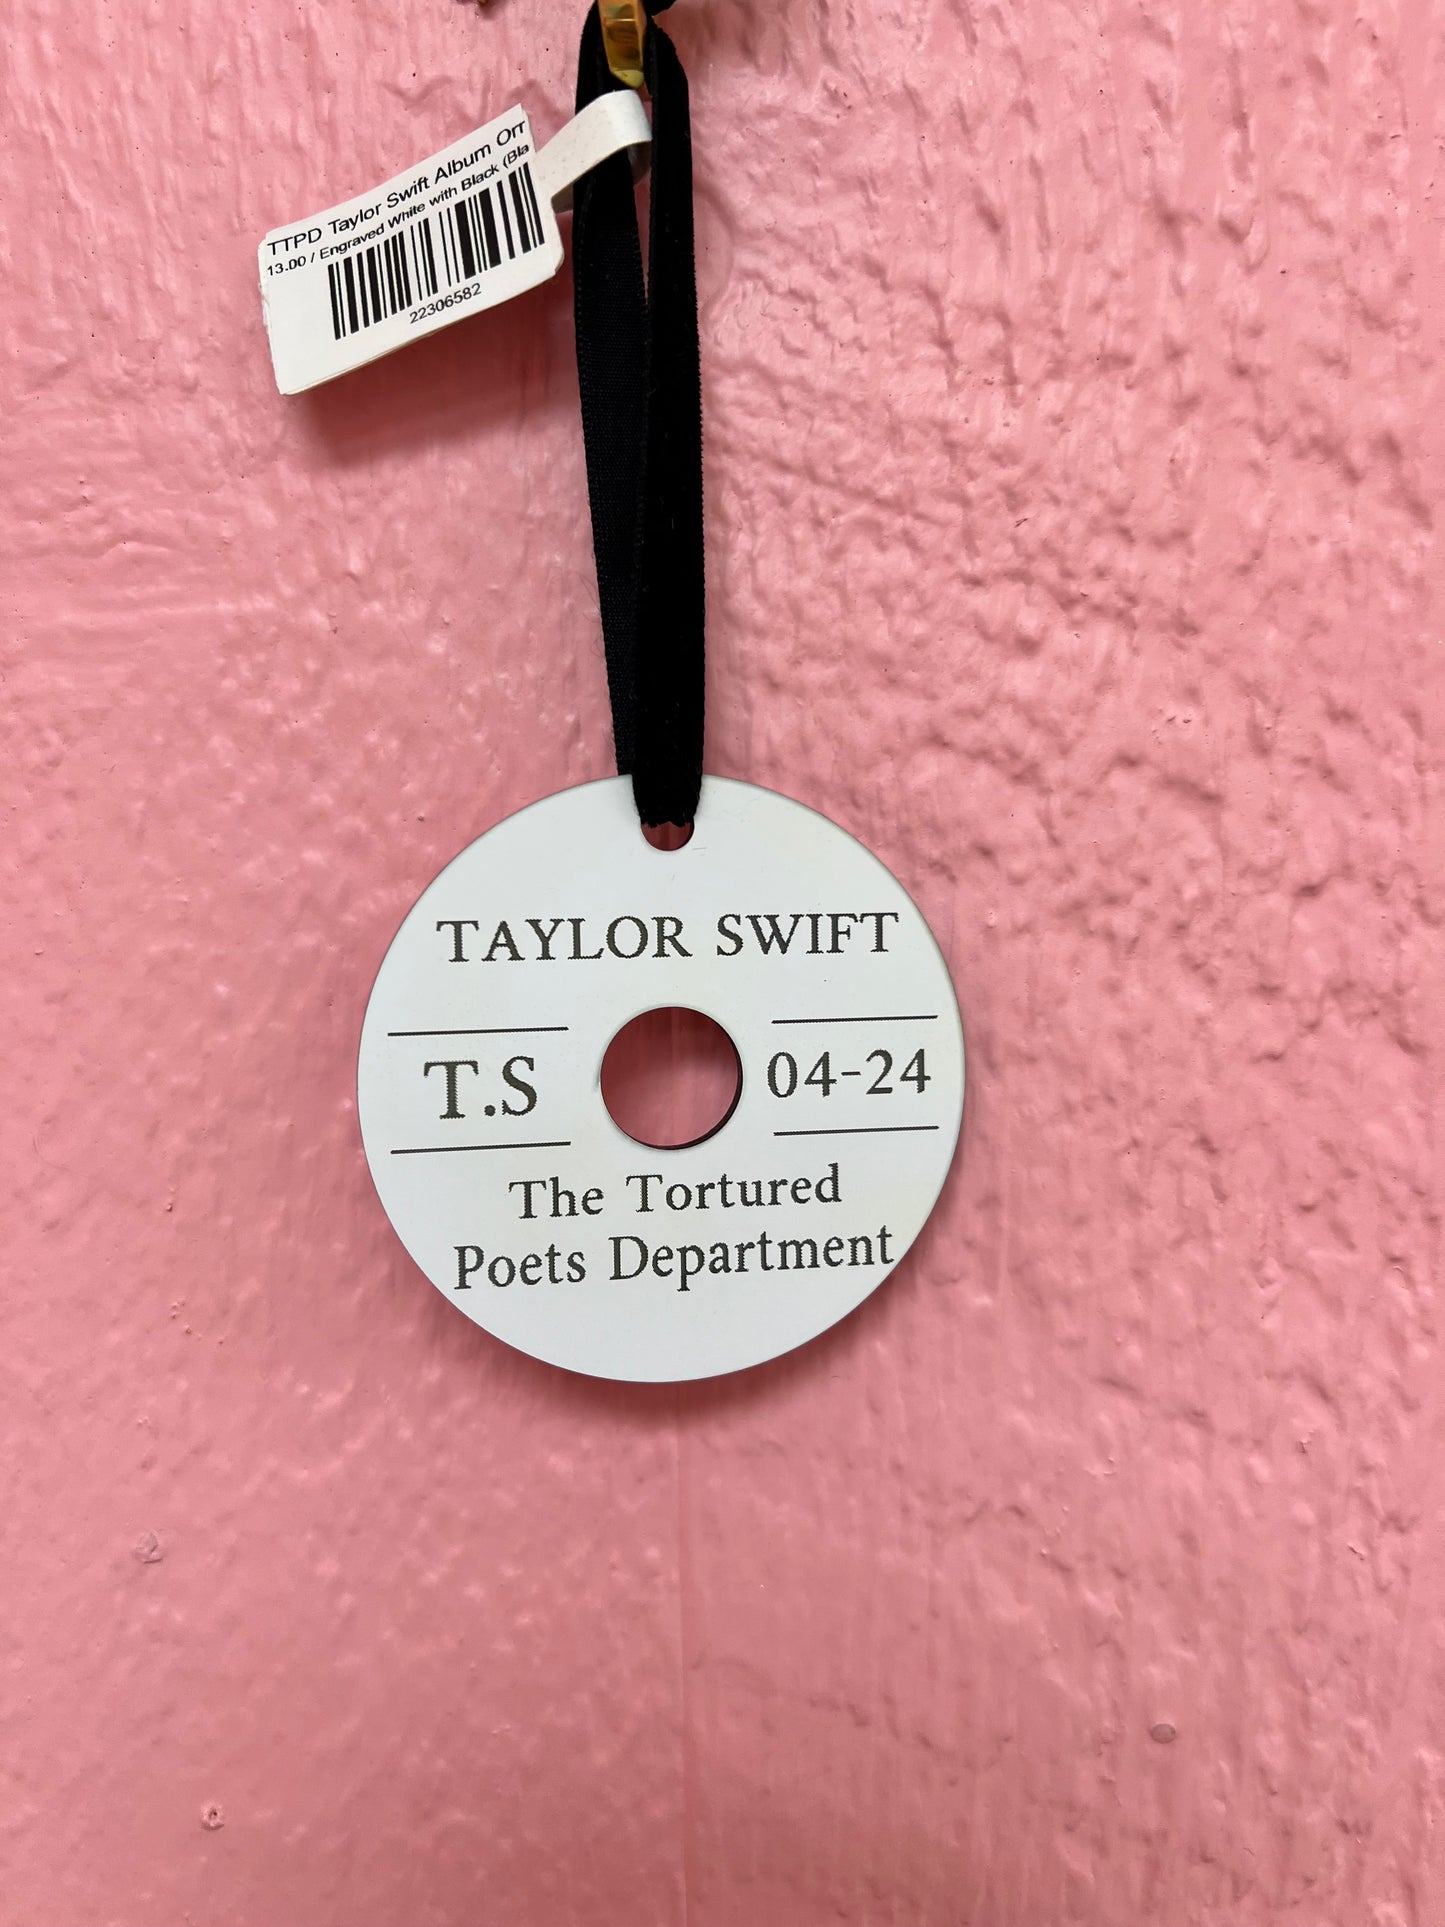 TTPD Taylor Swift Album Orr
13.00 / Engraved White with Black (Bla
22306582
TAYLOR SWIFT
T.S
04-24
The Tortured
Poets Department